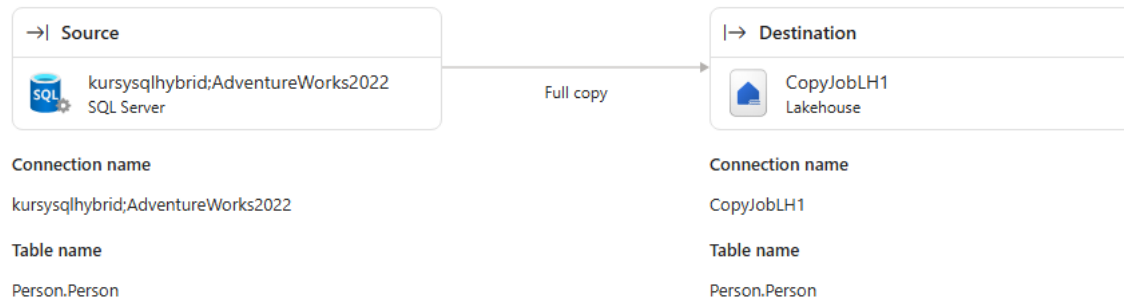 Source
kursysqlhybrid;AdventureWorks2022
SQL
SQL Server
Full copy
Destination
CopyJobLH1
Lakehouse
Connection name
kursysqlhybrid;AdventureWorks2022
Table name
Person.Person
Connection name
CopyJobLH1
Table name
Person.Person